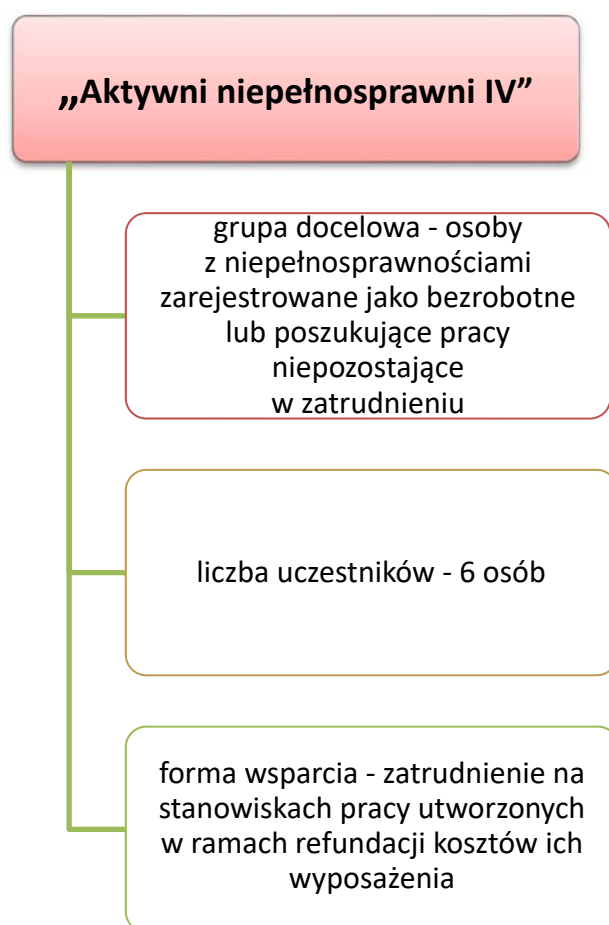 „Aktywni niepełnosprawni IV”
grupa docelowa - osoby
z niepełnosprawnościami
zarejestrowane jako bezrobotne
lub poszukujące pracy
niepozostające
w zatrudnieniu
liczba uczestników - 6 osób
forma wsparcia - zatrudnienie na
stanowiskach pracy utworzonych
w ramach refundacji kosztów ich
wyposażenia